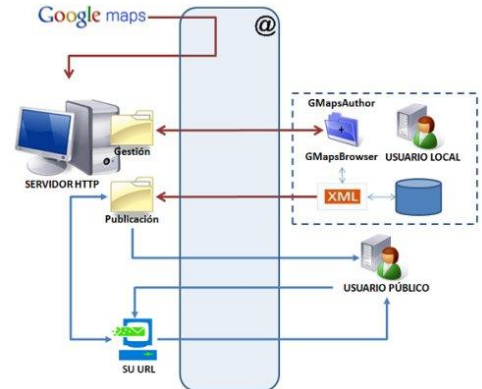 Google maps
@
GMapsAuthor
Gestión
GMapsBrowser
USUARIO LOCAL
SERVIDOR HTTP
XML
Publicación
USUARIO PÚBLICO
SU URL